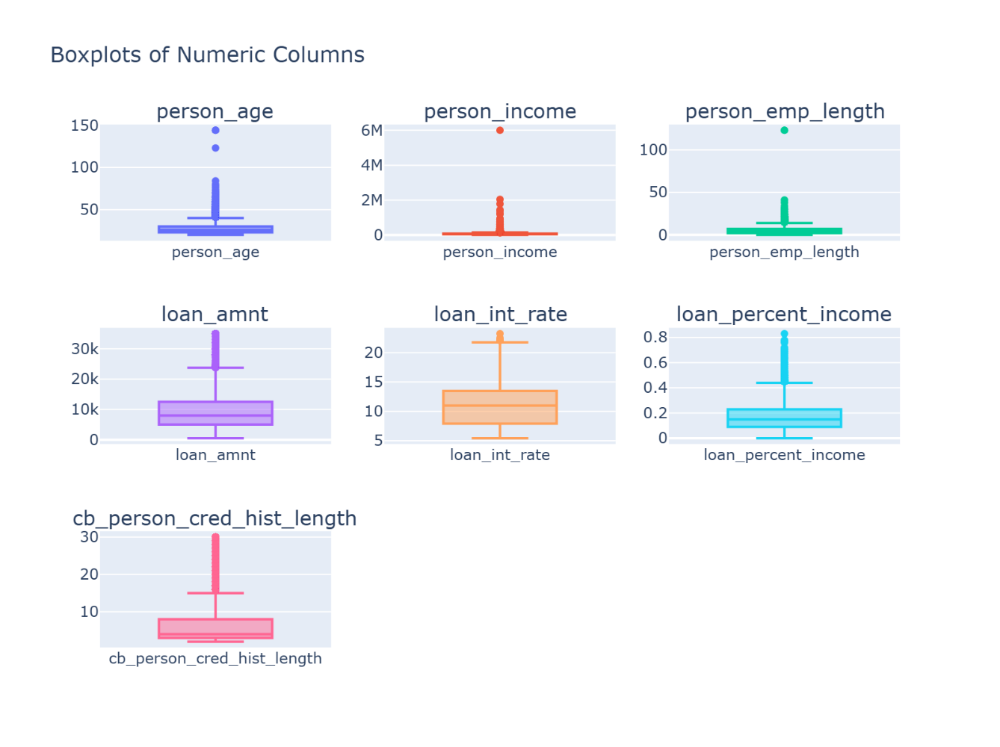 Boxplots of Numeric Columns
person_age
person_income
person_emp_length
150
100
50
person_age
6M
4M
2M
0
person_income
100
50
0
person_emp_length
loan_amnt
loan_int_rate
loan_percent_income
30k
20k
10k
0
loan_amnt
20
15
10
5
loan_int_rate
0.8
0.6
0.4
0.2
0
loan_percent_income
cb_person_cred_hist_length
30
20
10
cb_person_cred_hist_length